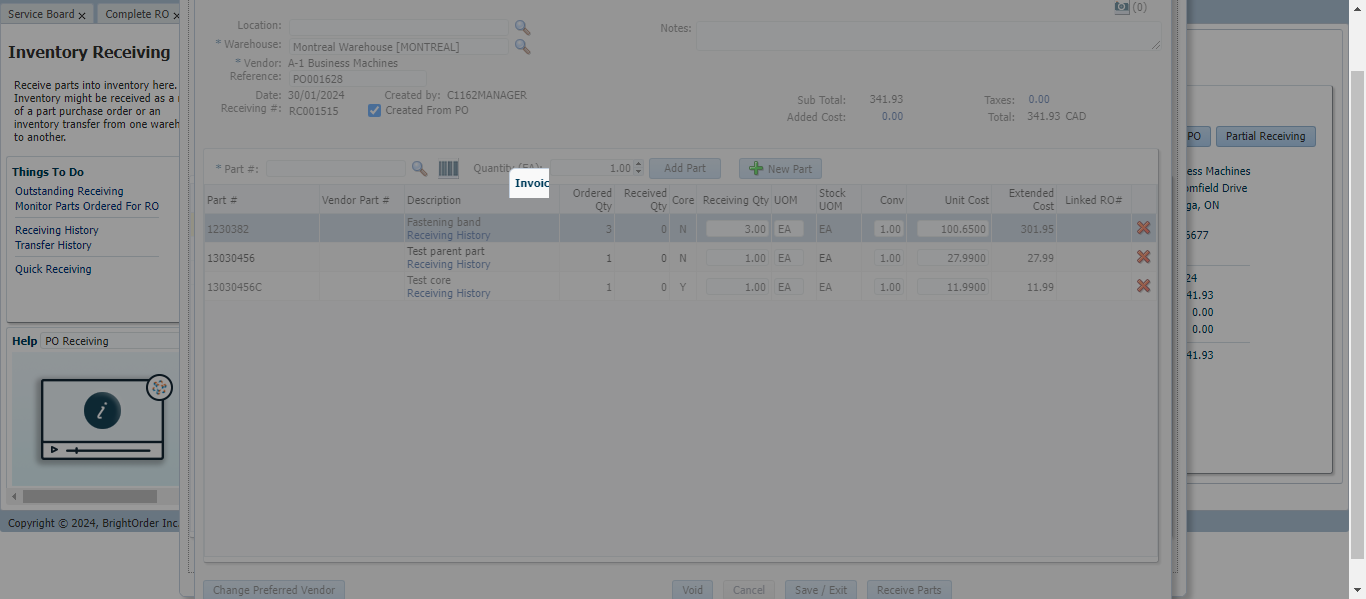 Service Board x
Complete RO x
Inventory Receiving
Receive parts into inventory here.
Inventory might be received as a
of a part purchase order or an
inventory transfer from one wareh
to another.
Things To Do
Outstanding Receiving
Monitor Parts Ordered For RO
Receiving History
Transfer History
Quick Receiving
Help PO Receiving
Copyright © 2024, BrightOrder Inc.
(0)
Location:
Notes:
* Warehouse: Montreal Warehouse [MONTREAL]
* Vendor: A-1 Business Machines
Reference: PO001628
Date: 30/01/2024 Created by: C1162MANAGER
Receiving #: RC001515 Created From PO
Sub Total: 341.93 Taxes: 0.00
Added Cost: 0.00 Total: 341.93 CAD
* Part #: Quantity (EA): 1.00 Add Part New Part
Invoic
Part # Vendor Part # Description Ordered Qty Received Qty Core Receiving Qty UOM Stock UOM Conv Unit Cost Extended Cost Linked RO#
1230382 Fastening band 3 0 N 3.00 EA EA 1.00 100.6500 301.95
Receiving History
13030456 Test parent part 1 0 N 1.00 EA EA 1.00 27.9900 27.99
Receiving History
13030456C Test core 1 0 Y 1.00 EA EA 1.00 11.9900 11.99
Receiving History
Change Preferred Vendor Void Cancel Save / Exit Receive Parts
PO Partial Receiving
ess Machines
omfield Drive
ga, ON
6677
24
41.93
0.00
0.00
41.93